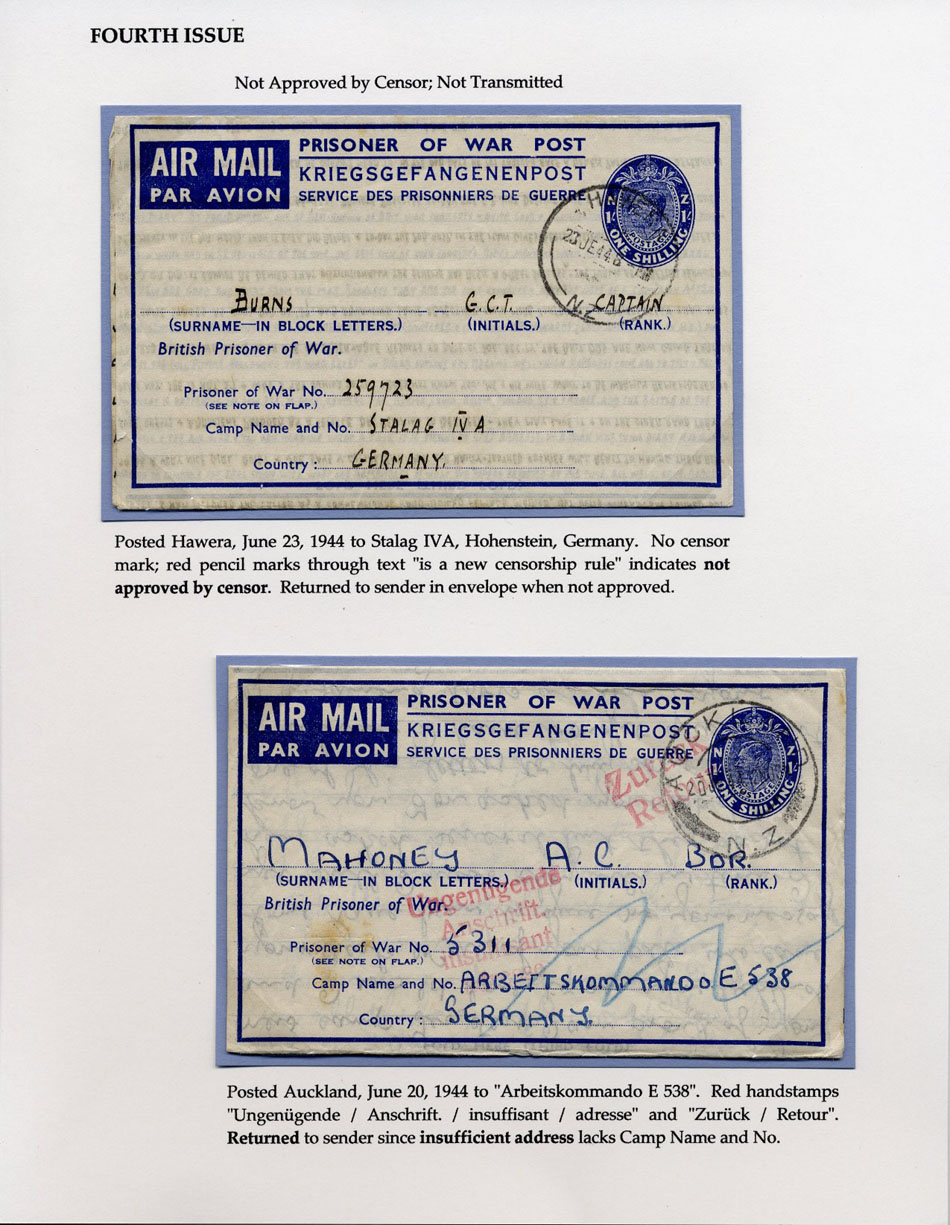 FOURTH ISSUE
Not Approved by Censor; Not Transmitted
AIR MAIL
PAR AVION
PRISONER OF WAR POST
KRIEGSGEFANGENENPOST
SERVICE DES PRISONNIERS DE GUERRE
N Z
1/- 1/-
POSTAGE
ONE SHILLING
23 JE 44
N.Z
BURNS G.C.T. CAPTAIN
(SURNAME—IN BLOCK LETTERS.) (INITIALS.) (RANK.)
British Prisoner of War.
Prisoner of War No. 259723
(SEE NOTE ON FLAP.)
Camp Name and No. STALAG IV A
Country : GERMANY.
Posted Hawera, June 23, 1944 to Stalag IVA, Hohenstein, Germany. No censor
mark; red pencil marks through text "is a new censorship rule" indicates not
approved by censor. Returned to sender in envelope when not approved.
AIR MAIL
PAR AVION
PRISONER OF WAR POST
KRIEGSGEFANGENENPOST
SERVICE DES PRISONNIERS DE GUERRE
Zurück
Retour
N Z
1/- 1/-
POSTAGE
ONE SHILLING
N.Z
MAHONEY A.C. BDR.
(SURNAME—IN BLOCK LETTERS.) (INITIALS.) (RANK.)
British Prisoner of War.
Ungenügende
Anschrift.
insuffisant
adresse
Prisoner of War No. 5311
(SEE NOTE ON FLAP.)
Camp Name and No. ARBEITSKOMMANDO E 538
Country : GERMANY.
Posted Auckland, June 20, 1944 to "Arbeitskommando E 538". Red handstamps
"Ungenügende / Anschrift. / insuffisant / adresse" and "Zurück / Retour".
Returned to sender since insufficient address lacks Camp Name and No.